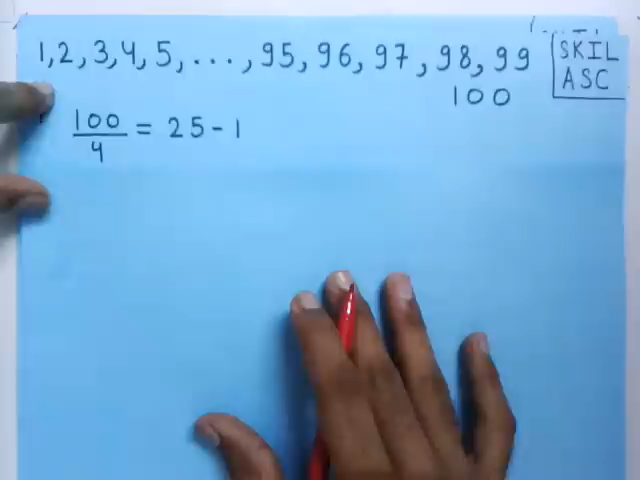 1, 2, 3, 4, 5, ..., 95, 96, 97, 98, 99
100
SKIL
ASC
100/4 = 25 - 1